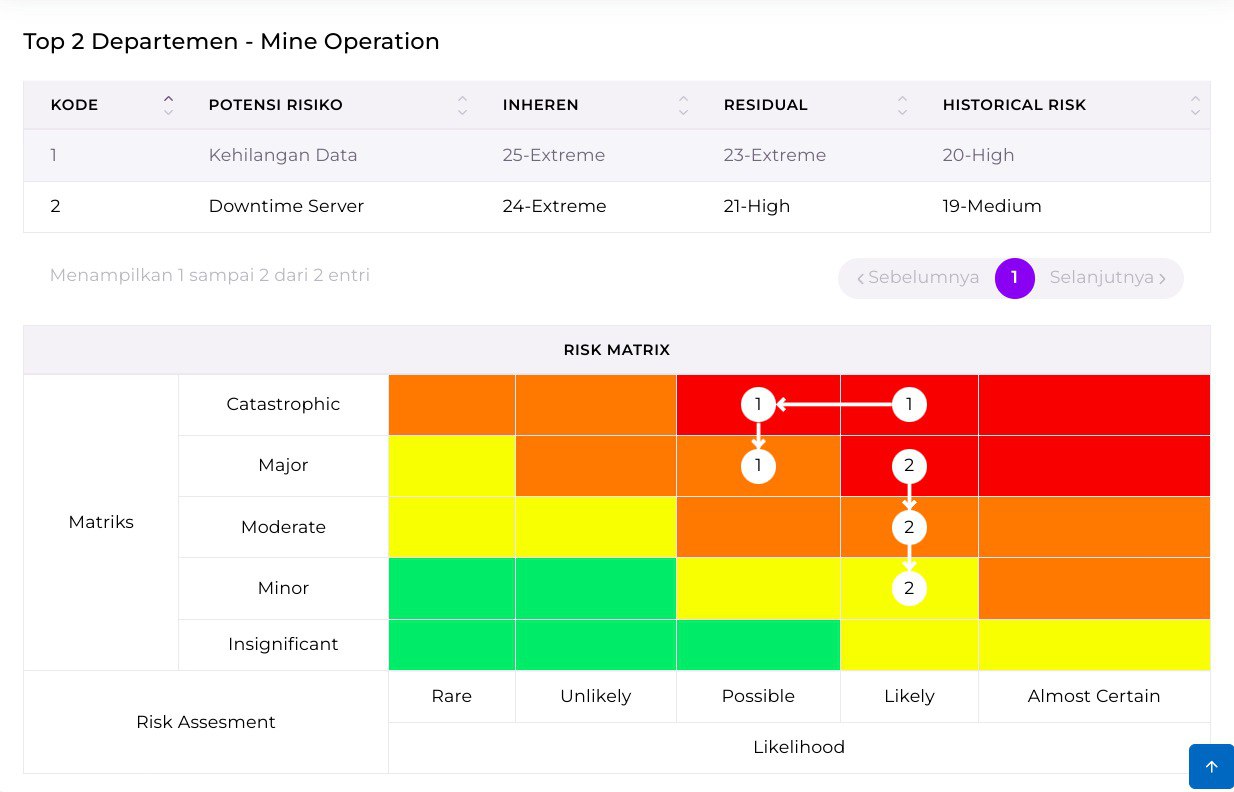 Top 2 Departemen - Mine Operation
KODE POTENSI RISIKO INHEREN RESIDUAL HISTORICAL RISK
1 Kehilangan Data 25-Extreme 23-Extreme 20-High
2 Downtime Server 24-Extreme 21-High 19-Medium
Menampilkan 1 sampai 2 dari 2 entri
‹ Sebelumnya 1 Selanjutnya ›
RISK MATRIX
Catastrophic 1 1
Major 1 2
Matriks
Moderate 2
Minor 2
Insignificant
Rare Unlikely Possible Likely Almost Certain
Risk Assesment
Likelihood